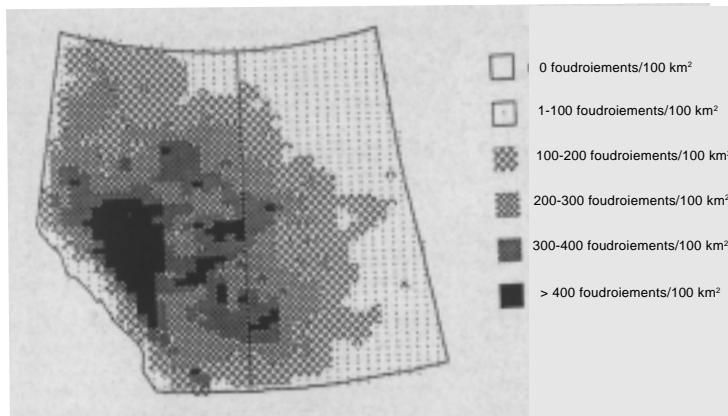 0 foudroiements/100 km²
1-100 foudroiements/100 km²
100-200 foudroiements/100 km²
200-300 foudroiements/100 km²
300-400 foudroiements/100 km²
> 400 foudroiements/100 km²